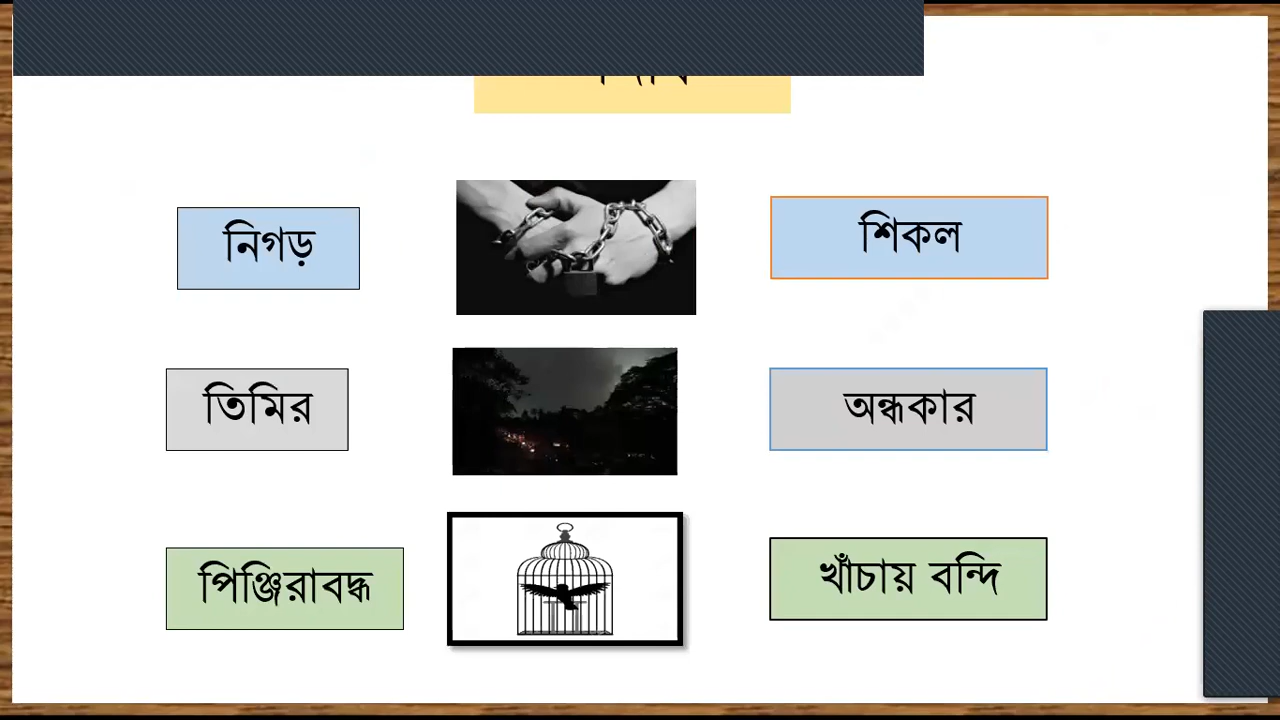 নিগড়
শিকল
তিমির
অন্ধকার
পিঞ্জিরাবদ্ধ
খাঁচায় বন্দি